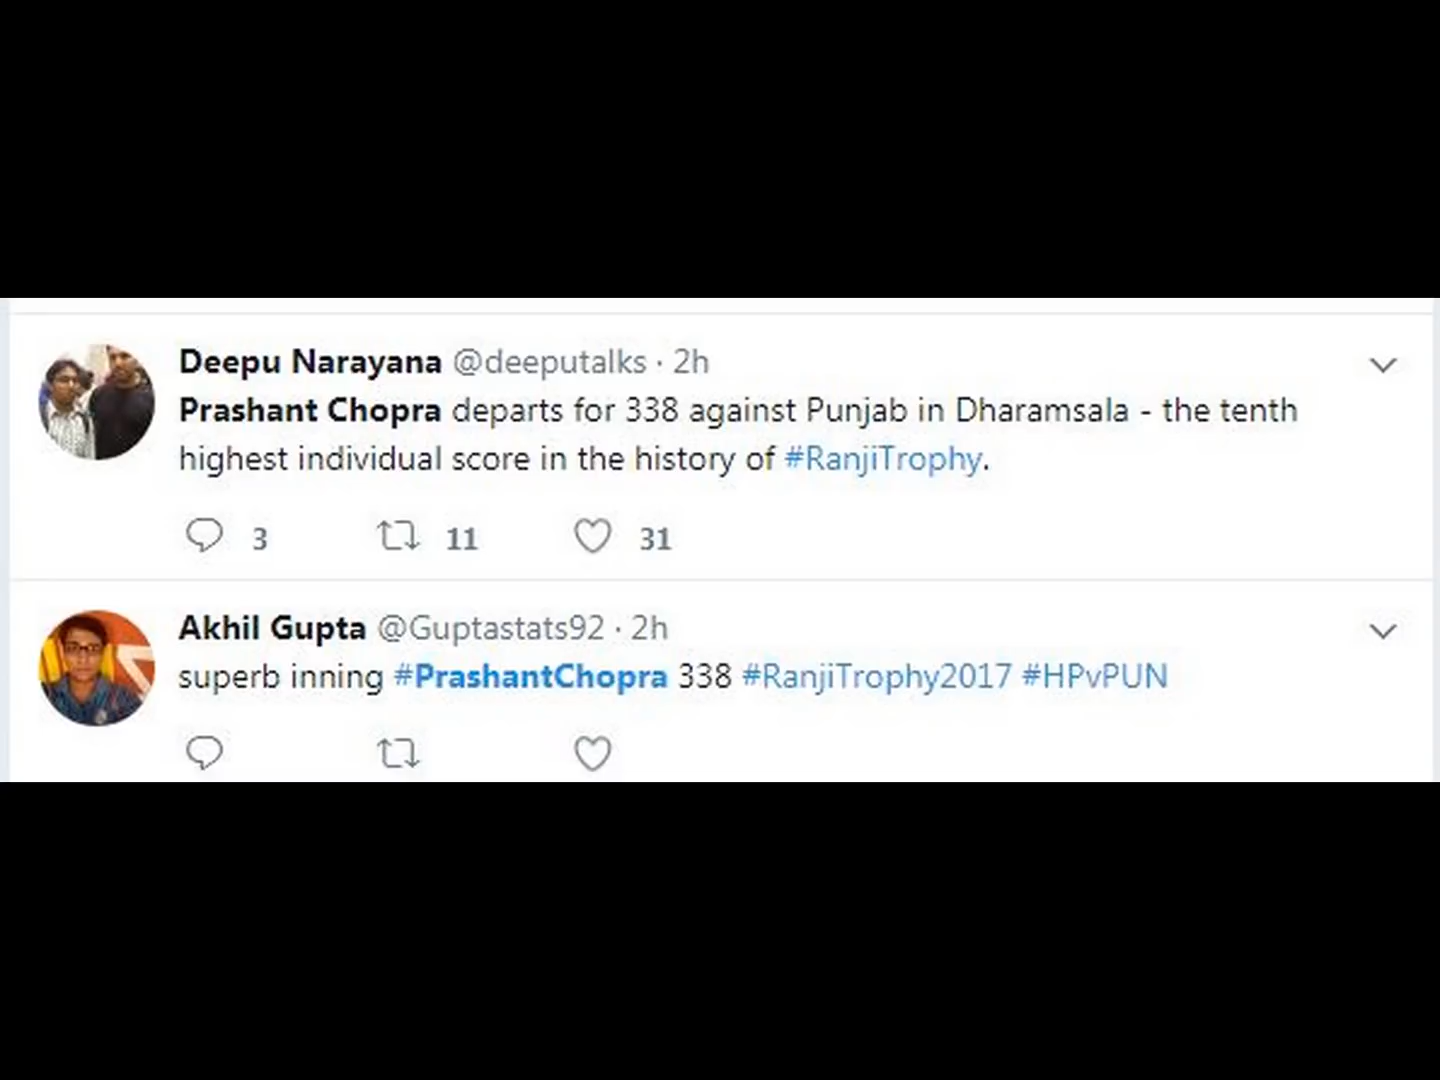 Deepu Narayana @deeputalks · 2h
Prashant Chopra departs for 338 against Punjab in Dharamsala - the tenth
highest individual score in the history of #RanjiTrophy.
3 11 31
Akhil Gupta @Guptastats92 · 2h
superb inning #PrashantChopra 338 #RanjiTrophy2017 #HPvPUN